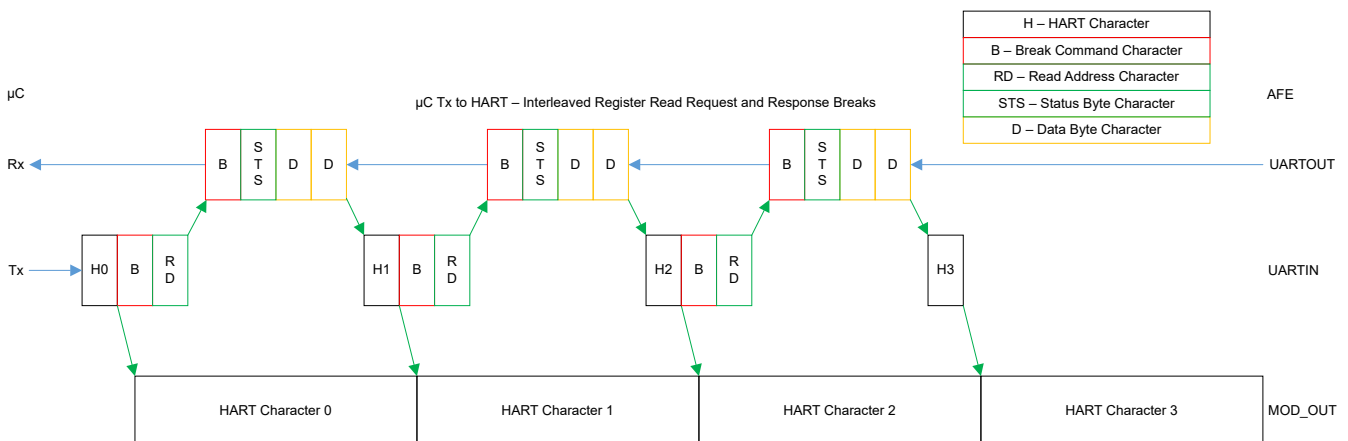 H – HART Character
B – Break Command Character
RD – Read Address Character
STS – Status Byte Character
D – Data Byte Character
µC
µC Tx to HART – Interleaved Register Read Request and Response Breaks
AFE
Rx
B
S
T
S
D
D
B
S
T
S
D
D
B
S
T
S
D
D
UARTOUT
Tx
H0
B
R
D
H1
B
R
D
H2
B
R
D
H3
UARTIN
HART Character 0
HART Character 1
HART Character 2
HART Character 3
MOD_OUT